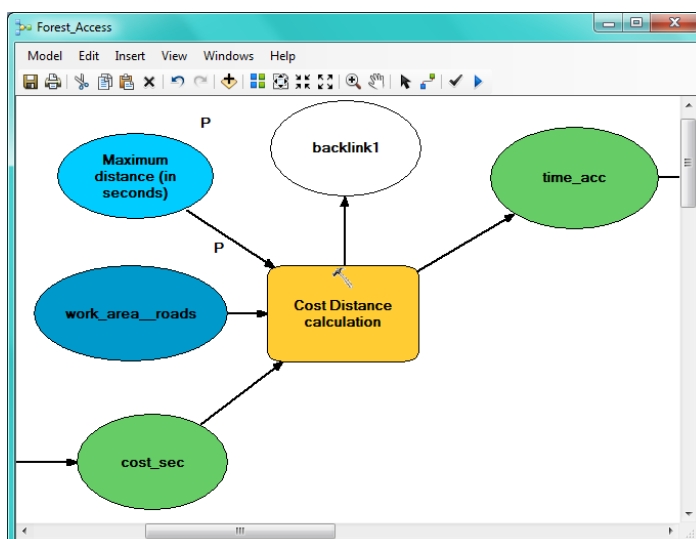 Forest_Access
Model Edit Insert View Windows Help
P
Maximum
distance (in
seconds)
backlink1
time_acc
P
work_area__roads
Cost Distance
calculation
cost_sec